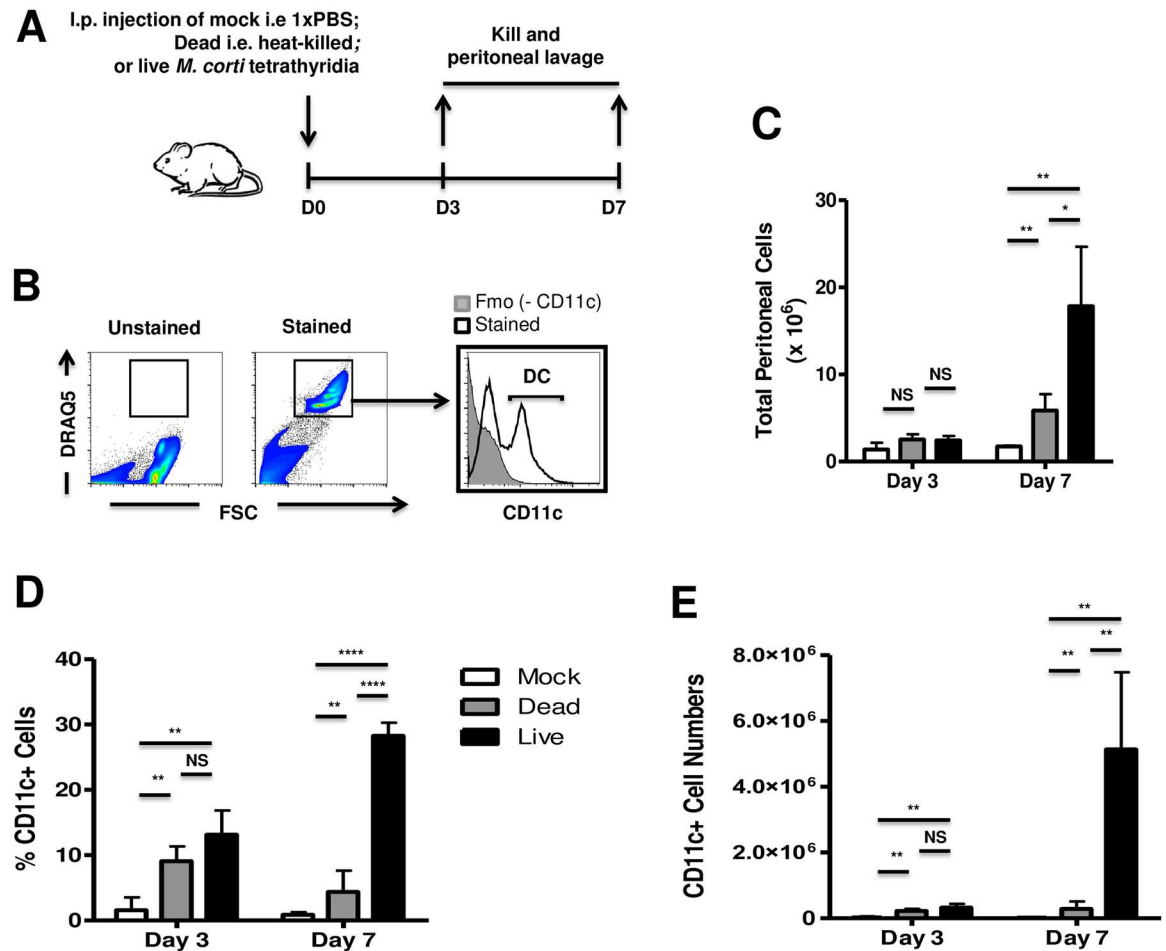 A
I.p. injection of mock i.e 1xPBS;
Dead i.e. heat-killed;
or live M. corti tetrathyridia
Kill and
peritoneal lavage
D0
D3
D7
B
Unstained
Stained
Fmo (- CD11c)
Stained
DRAQ5
FSC
DC
CD11c
C
Total Peritoneal Cells
(x 10⁶)
30
20
10
0
NS
NS
**
**
*
Day 3
Day 7
D
% CD11c+ Cells
40
30
20
10
0
**
**
NS
****
**
****
Day 3
Day 7
Mock
Dead
Live
E
CD11c+ Cell Numbers
8.0×10⁶
6.0×10⁶
4.0×10⁶
2.0×10⁶
0
**
**
NS
**
**
**
Day 3
Day 7